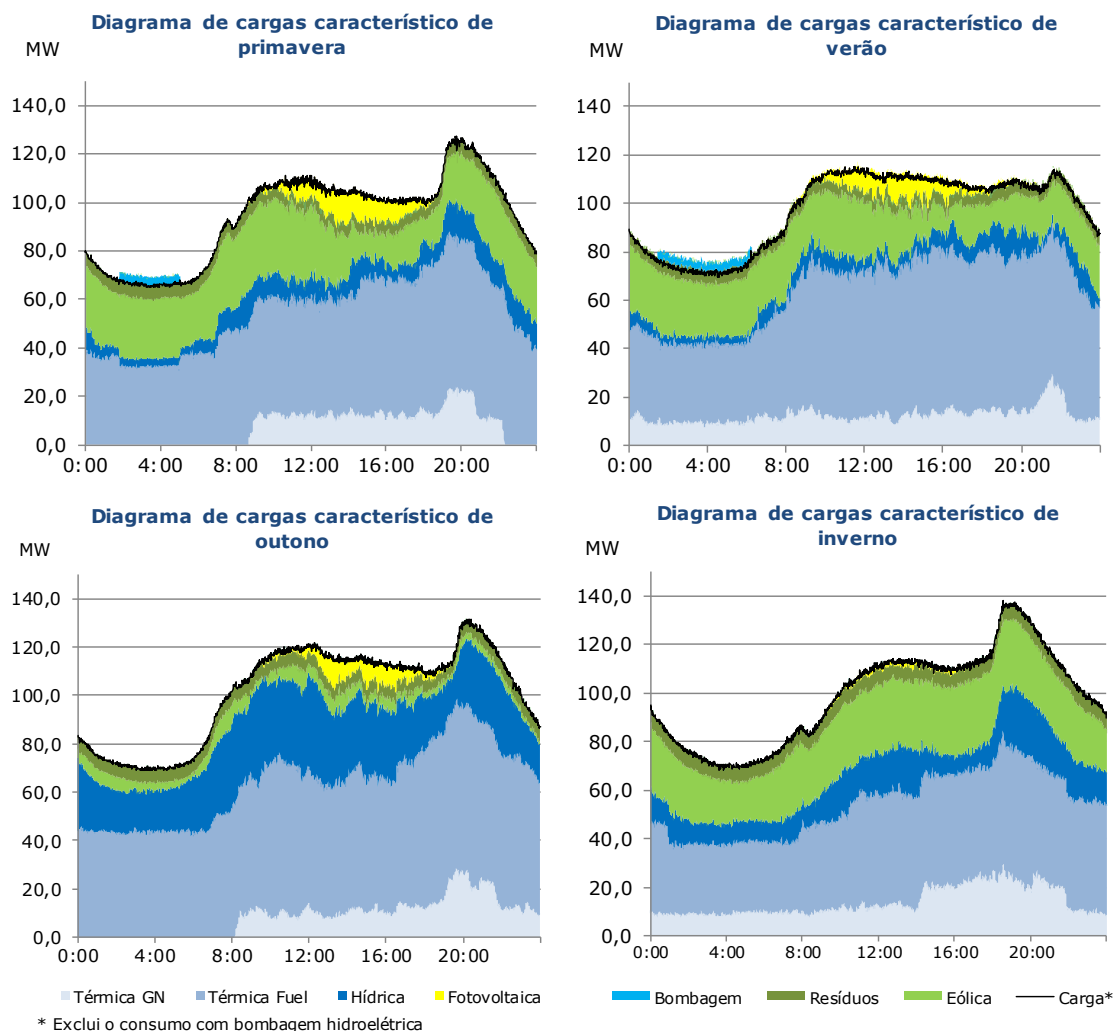 Diagrama de cargas característico de
primavera
MW
140,0
120,0
100,0
80,0
60,0
40,0
20,0
0,0
0:00 4:00 8:00 12:00 16:00 20:00
Diagrama de cargas característico de
verão
MW
140
120
100
80
60
40
20
0
0:00 4:00 8:00 12:00 16:00 20:00
Diagrama de cargas característico de
outono
MW
140,0
120,0
100,0
80,0
60,0
40,0
20,0
0,0
0:00 4:00 8:00 12:00 16:00 20:00
Diagrama de cargas característico de
inverno
MW
140,0
120,0
100,0
80,0
60,0
40,0
20,0
0,0
0:00 4:00 8:00 12:00 16:00 20:00
Térmica GN Térmica Fuel Hídrica Fotovoltaica
Bombagem Resíduos Eólica Carga*
* Exclui o consumo com bombagem hidroelétrica